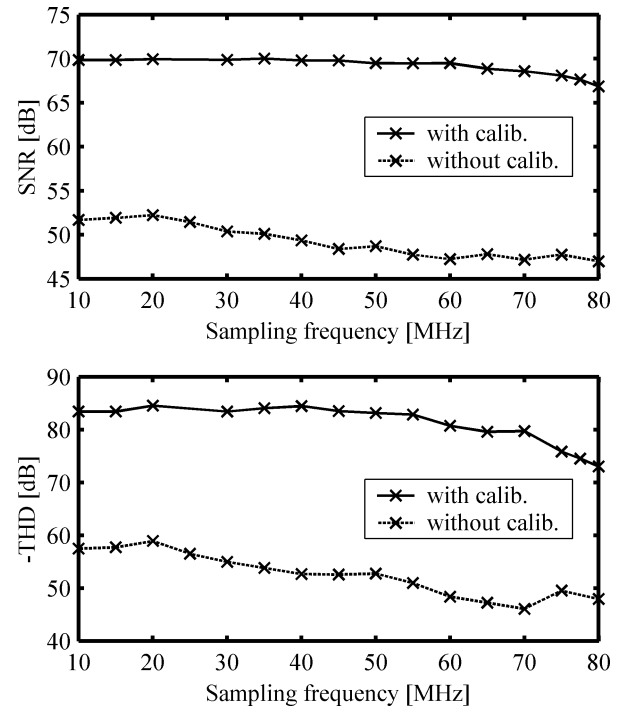 75
70
65
60
55
50
45
SNR [dB]
with calib.
without calib.
10 20 30 40 50 60 70 80
Sampling frequency [MHz]
90
80
70
60
50
40
-THD [dB]
with calib.
without calib.
10 20 30 40 50 60 70 80
Sampling frequency [MHz]